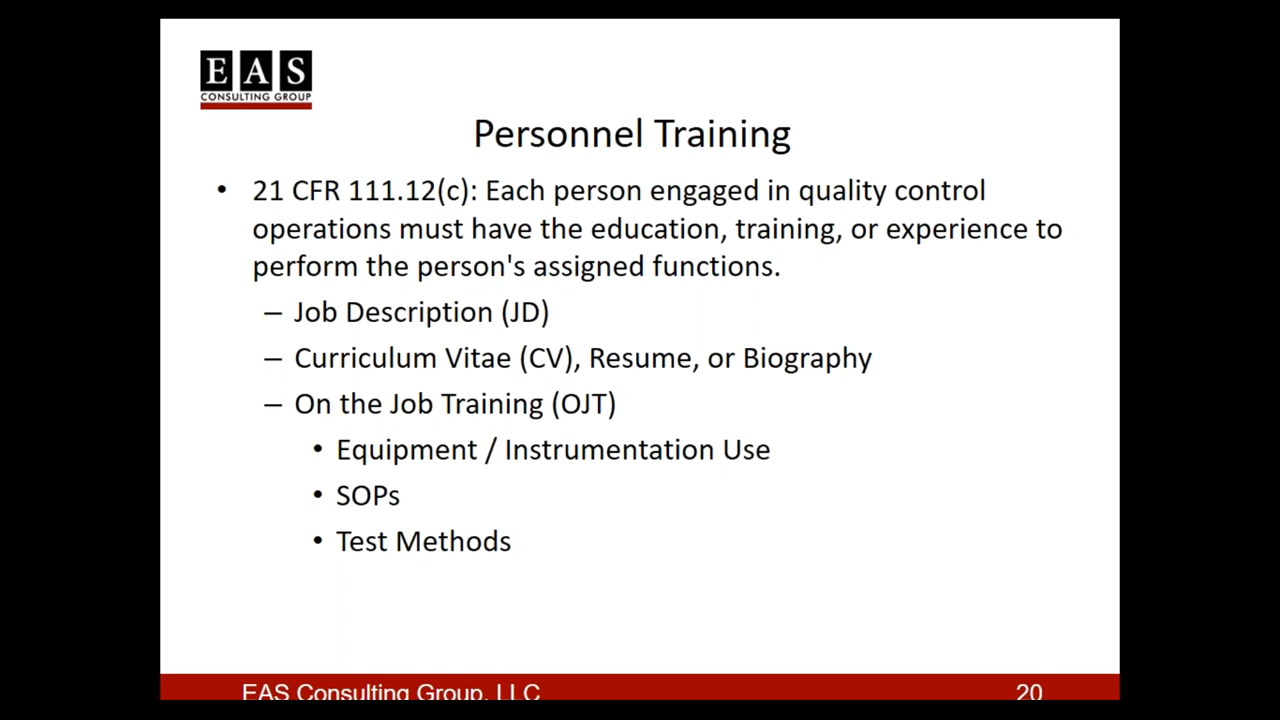 EAS
CONSULTING GROUP
Personnel Training
• 21 CFR 111.12(c): Each person engaged in quality control
operations must have the education, training, or experience to
perform the person's assigned functions.
– Job Description (JD)
– Curriculum Vitae (CV), Resume, or Biography
– On the Job Training (OJT)
• Equipment / Instrumentation Use
• SOPs
• Test Methods
EAS Consulting Group, LLC
20